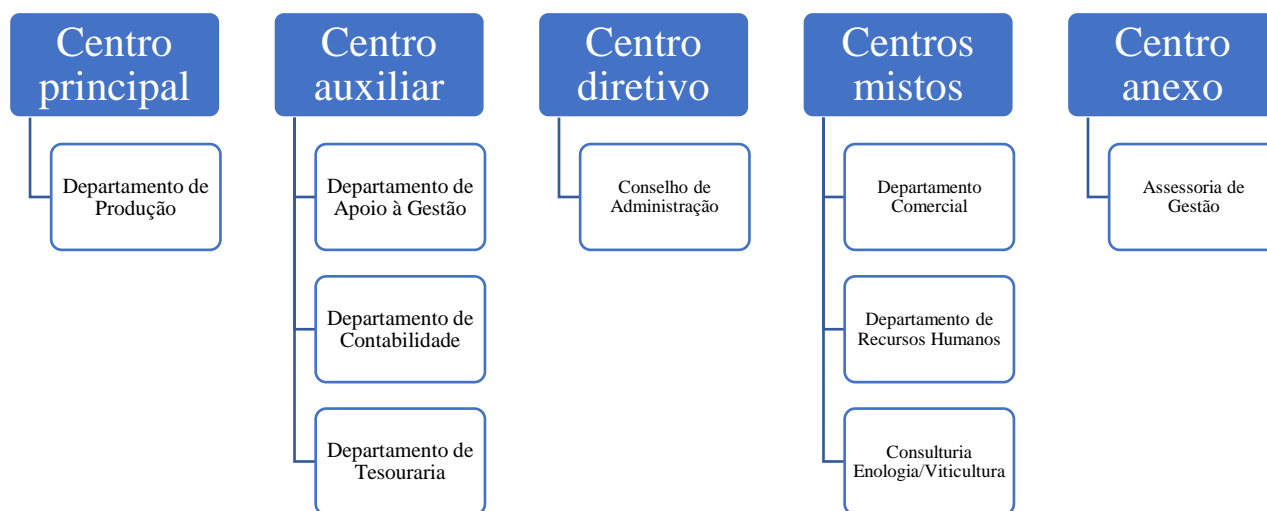 Centro
principal
Departamento de
Produção
Centro
auxiliar
Departamento de
Apoio à Gestão
Departamento de
Contabilidade
Departamento de
Tesouraria
Centro
diretivo
Conselho de
Administração
Centros
mistos
Departamento
Comercial
Departamento de
Recursos Humanos
Consulturia
Enologia/Viticultura
Centro
anexo
Assessoria de
Gestão